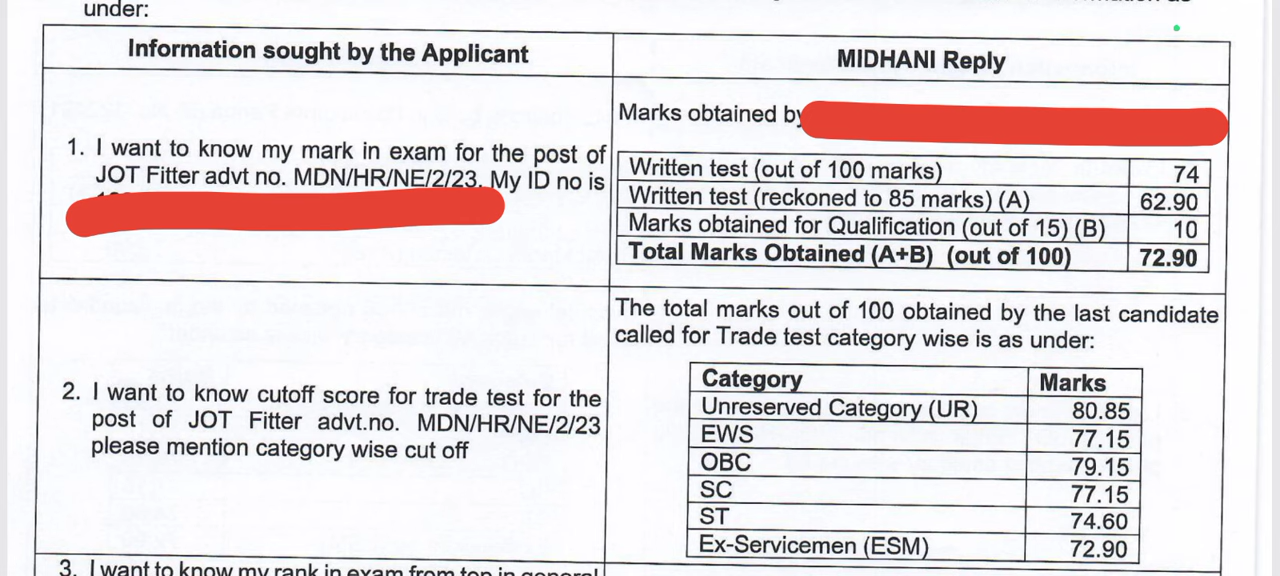 under:
Information sought by the Applicant
MIDHANI Reply
1. I want to know my mark in exam for the post of
JOT Fitter advt no. MDN/HR/NE/2/23. My ID no is
Marks obtained by
Written test (out of 100 marks) 74
Written test (reckoned to 85 marks) (A) 62.90
Marks obtained for Qualification (out of 15) (B) 10
Total Marks Obtained (A+B) (out of 100) 72.90
2. I want to know cutoff score for trade test for the
post of JOT Fitter advt.no. MDN/HR/NE/2/23
please mention category wise cut off
The total marks out of 100 obtained by the last candidate
called for Trade test category wise is as under:
Category Marks
Unreserved Category (UR) 80.85
EWS 77.15
OBC 79.15
SC 77.15
ST 74.60
Ex-Servicemen (ESM) 72.90
3. I want to know my rank in exam from top in general